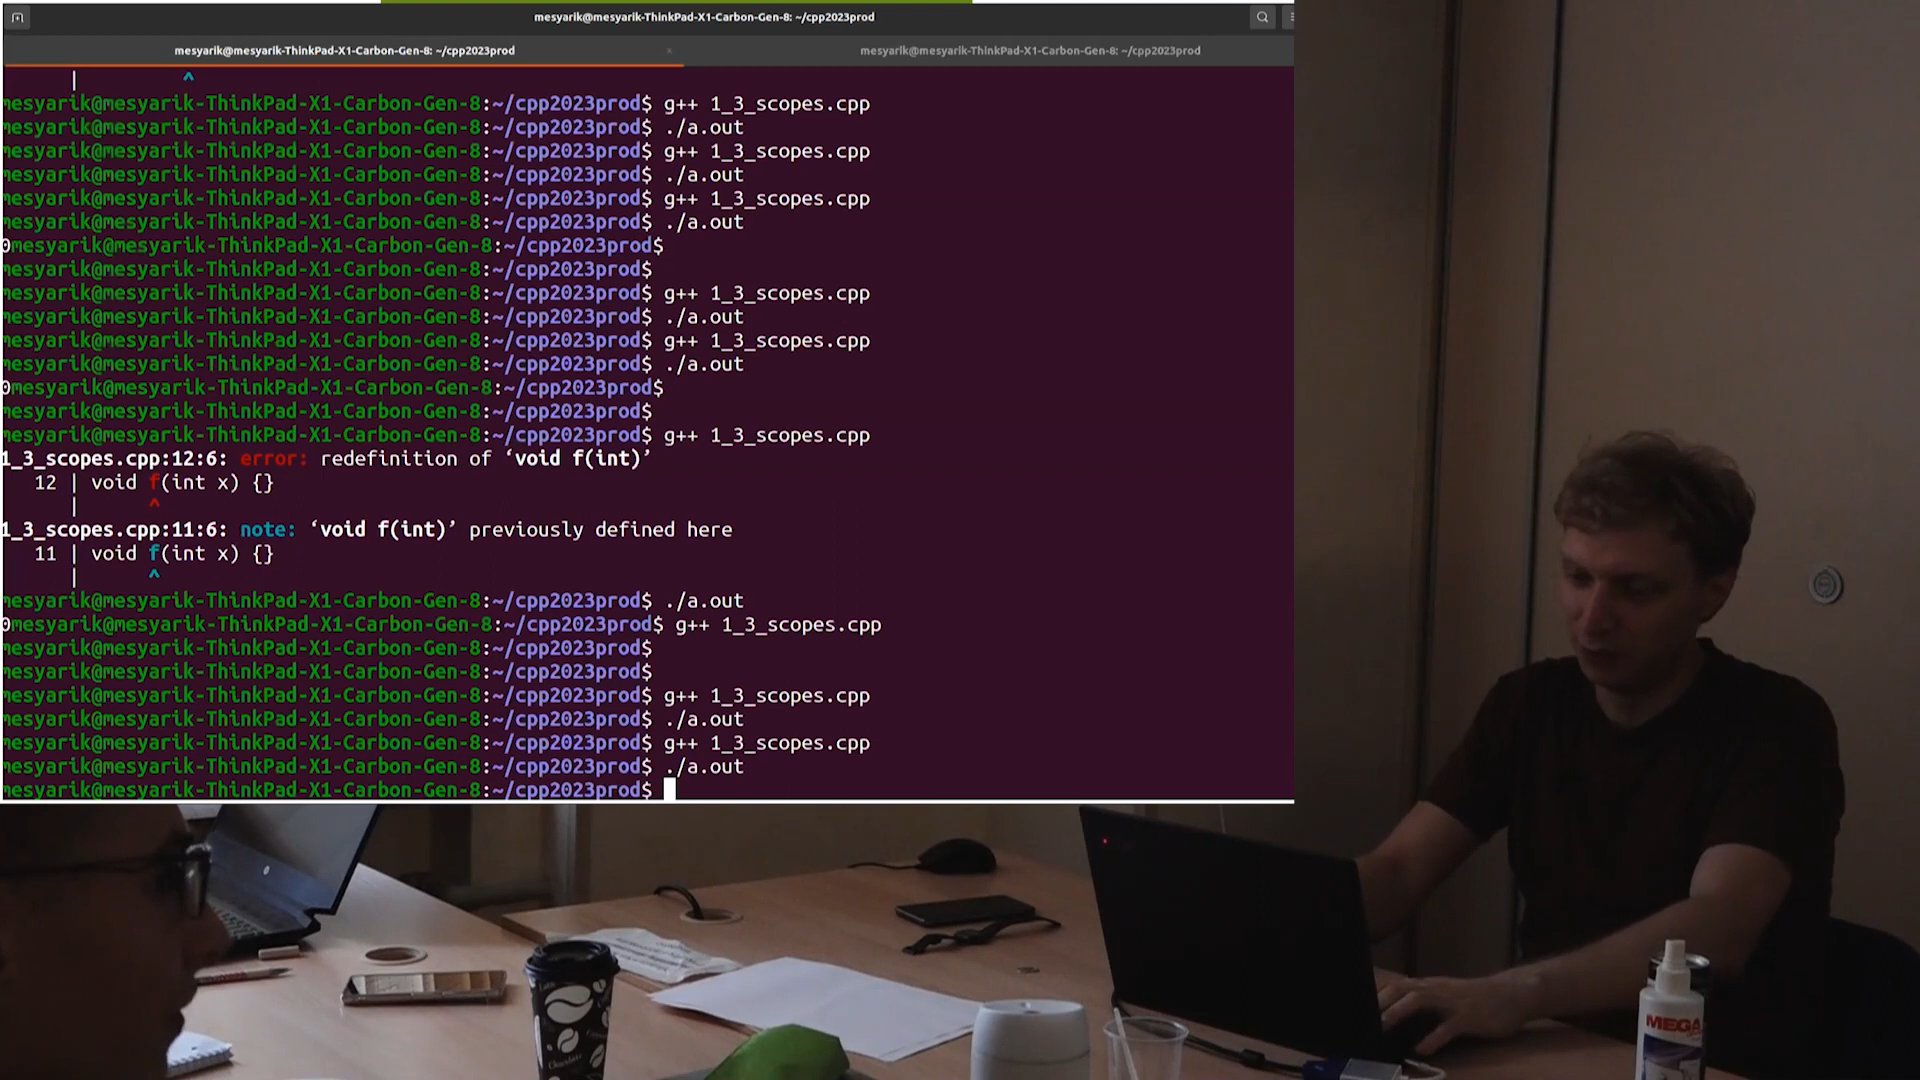 mesyarik@mesyarik-ThinkPad-X1-Carbon-Gen-8: ~/cpp2023prod
mesyarik@mesyarik-ThinkPad-X1-Carbon-Gen-8: ~/cpp2023prod
mesyarik@mesyarik-ThinkPad-X1-Carbon-Gen-8: ~/cpp2023prod
| ^
mesyarik@mesyarik-ThinkPad-X1-Carbon-Gen-8:~/cpp2023prod$ g++ 1_3_scopes.cpp
mesyarik@mesyarik-ThinkPad-X1-Carbon-Gen-8:~/cpp2023prod$ ./a.out
mesyarik@mesyarik-ThinkPad-X1-Carbon-Gen-8:~/cpp2023prod$ g++ 1_3_scopes.cpp
mesyarik@mesyarik-ThinkPad-X1-Carbon-Gen-8:~/cpp2023prod$ ./a.out
mesyarik@mesyarik-ThinkPad-X1-Carbon-Gen-8:~/cpp2023prod$ g++ 1_3_scopes.cpp
mesyarik@mesyarik-ThinkPad-X1-Carbon-Gen-8:~/cpp2023prod$ ./a.out
0mesyarik@mesyarik-ThinkPad-X1-Carbon-Gen-8:~/cpp2023prod$
mesyarik@mesyarik-ThinkPad-X1-Carbon-Gen-8:~/cpp2023prod$
mesyarik@mesyarik-ThinkPad-X1-Carbon-Gen-8:~/cpp2023prod$ g++ 1_3_scopes.cpp
mesyarik@mesyarik-ThinkPad-X1-Carbon-Gen-8:~/cpp2023prod$ ./a.out
mesyarik@mesyarik-ThinkPad-X1-Carbon-Gen-8:~/cpp2023prod$ g++ 1_3_scopes.cpp
mesyarik@mesyarik-ThinkPad-X1-Carbon-Gen-8:~/cpp2023prod$ ./a.out
0mesyarik@mesyarik-ThinkPad-X1-Carbon-Gen-8:~/cpp2023prod$
mesyarik@mesyarik-ThinkPad-X1-Carbon-Gen-8:~/cpp2023prod$
mesyarik@mesyarik-ThinkPad-X1-Carbon-Gen-8:~/cpp2023prod$ g++ 1_3_scopes.cpp
1_3_scopes.cpp:12:6: error: redefinition of ‘void f(int)’
12 | void f(int x) {}
| ^
1_3_scopes.cpp:11:6: note: ‘void f(int)’ previously defined here
11 | void f(int x) {}
| ^
mesyarik@mesyarik-ThinkPad-X1-Carbon-Gen-8:~/cpp2023prod$ ./a.out
0mesyarik@mesyarik-ThinkPad-X1-Carbon-Gen-8:~/cpp2023prod$ g++ 1_3_scopes.cpp
mesyarik@mesyarik-ThinkPad-X1-Carbon-Gen-8:~/cpp2023prod$
mesyarik@mesyarik-ThinkPad-X1-Carbon-Gen-8:~/cpp2023prod$
mesyarik@mesyarik-ThinkPad-X1-Carbon-Gen-8:~/cpp2023prod$ g++ 1_3_scopes.cpp
mesyarik@mesyarik-ThinkPad-X1-Carbon-Gen-8:~/cpp2023prod$ ./a.out
mesyarik@mesyarik-ThinkPad-X1-Carbon-Gen-8:~/cpp2023prod$ g++ 1_3_scopes.cpp
mesyarik@mesyarik-ThinkPad-X1-Carbon-Gen-8:~/cpp2023prod$ ./a.out
mesyarik@mesyarik-ThinkPad-X1-Carbon-Gen-8:~/cpp2023prod$
MEGA